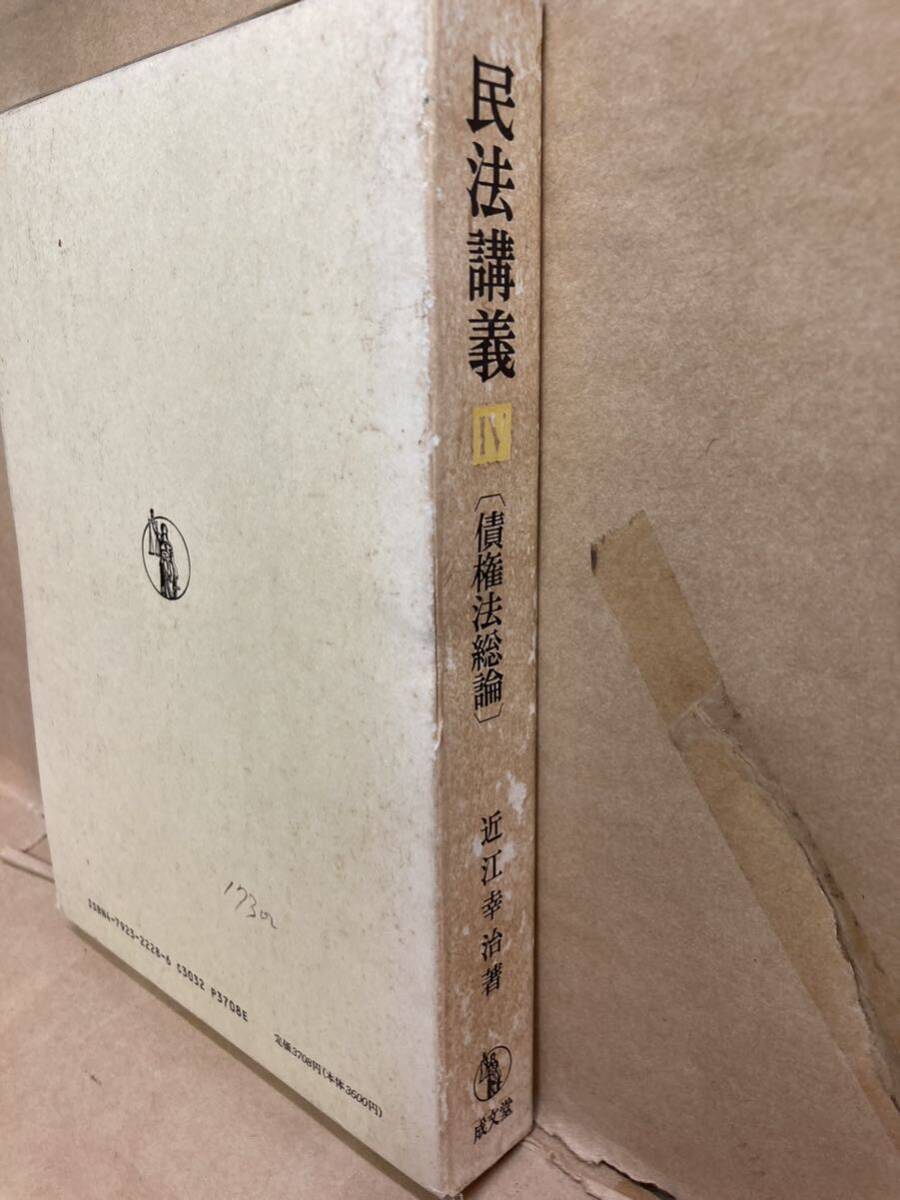 民法講義
IV
〔債権法総論〕
近江幸治著
成文堂
ISBN4-7923-2228-6 C3032 P3708E
定価3708円(本体3600円)